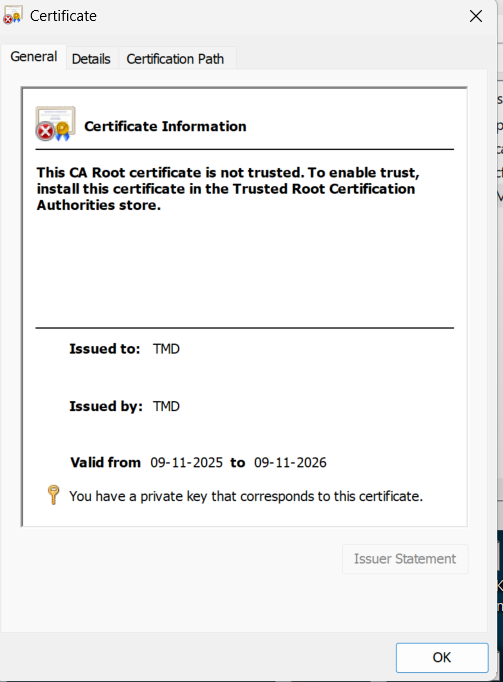 Certificate
General Details Certification Path
Certificate Information
This CA Root certificate is not trusted. To enable trust,
install this certificate in the Trusted Root Certification
Authorities store.
Issued to: TMD
Issued by: TMD
Valid from 09-11-2025 to 09-11-2026
You have a private key that corresponds to this certificate.
Issuer Statement
OK